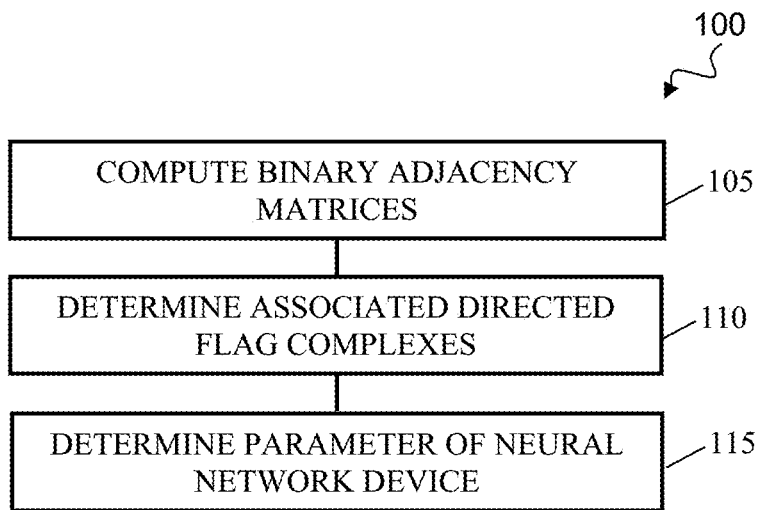 100
COMPUTE BINARY ADJACENCY
MATRICES
105
DETERMINE ASSOCIATED DIRECTED
FLAG COMPLEXES
110
DETERMINE PARAMETER OF NEURAL
NETWORK DEVICE
115